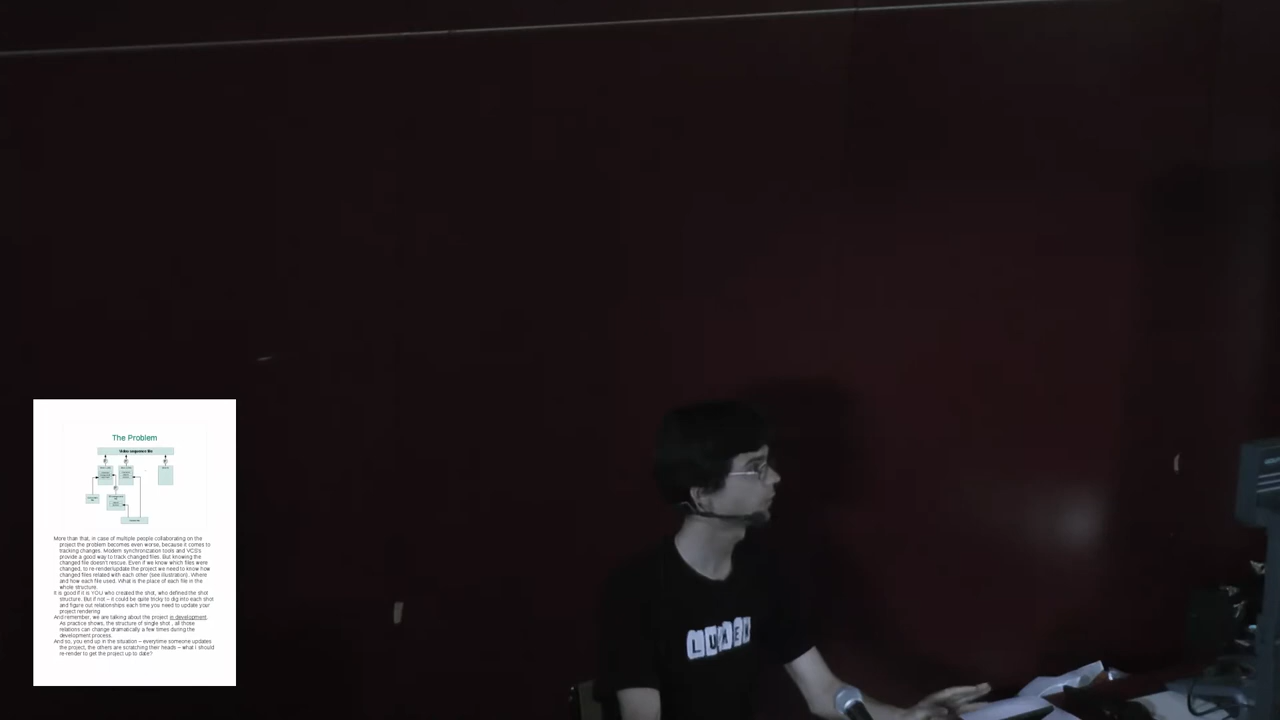 The Problem
Video sequence file
More than that, in case of multiple people collaborating on the
project the problem becomes even worse, because it comes to
tracking changes. Modern synchronization tools and VCS's
provide a good way to track changed files. But knowing the
changed file doesn't rescue. Even if we know which files were
changed, to re-render/update the project we need to know how
changed files related with each other (see illustration). Where
and how each file used. What is the place of each file in the
whole structure.
It is good if it is YOU who created the shot, who defined the shot
structure. But if not – it could be quite tricky to dig into each shot
and figure out relationships each time you need to update your
project rendering
And remember, we are talking about the project in development.
As practice shows, the structure of single shot , all those
relations can change dramatically a few times during the
development process.
And so, you end up in the situation – everytime someone updates
the project, the others are scratching their heads – what I should
re-render to get the project up to date?
LUMEN